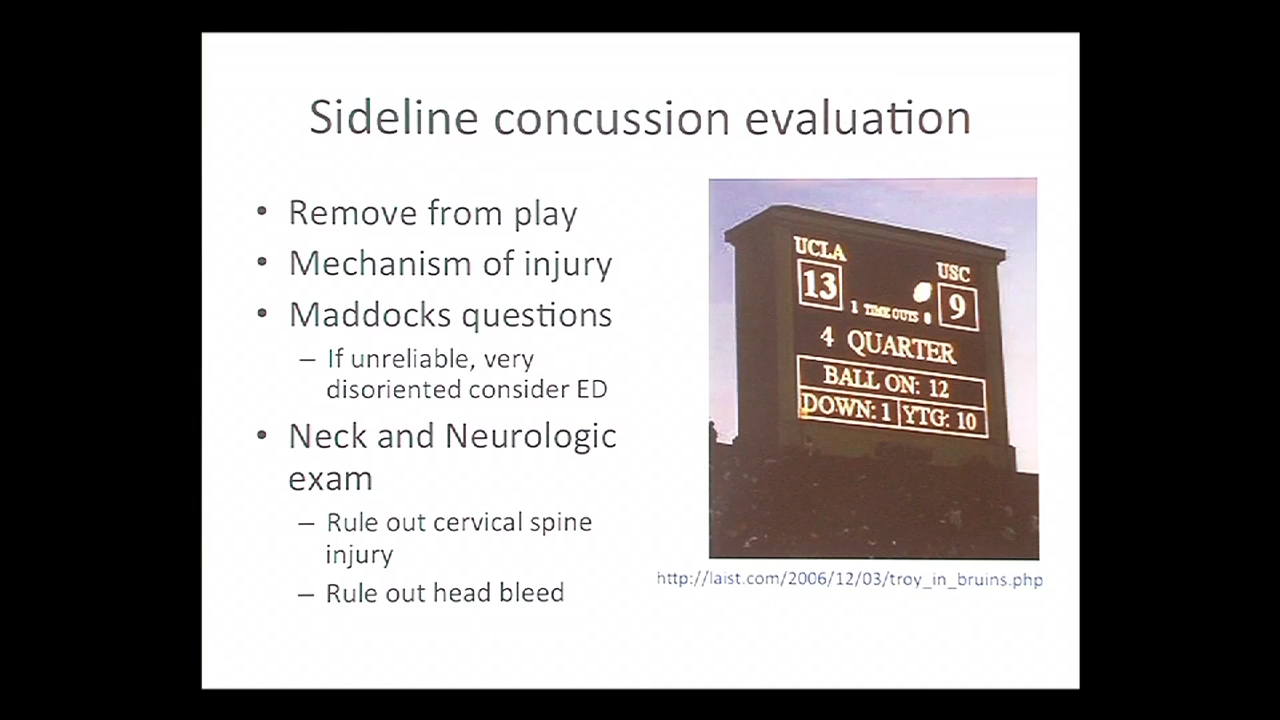 Sideline concussion evaluation
• Remove from play
• Mechanism of injury
• Maddocks questions
– If unreliable, very
disoriented consider ED
• Neck and Neurologic
exam
– Rule out cervical spine
injury
– Rule out head bleed
UCLA
USC
13
9
1 TIME OUTS 0
4 QUARTER
BALL ON: 12
DOWN: 1 YTG: 10
http://laist.com/2006/12/03/troy_in_bruins.php